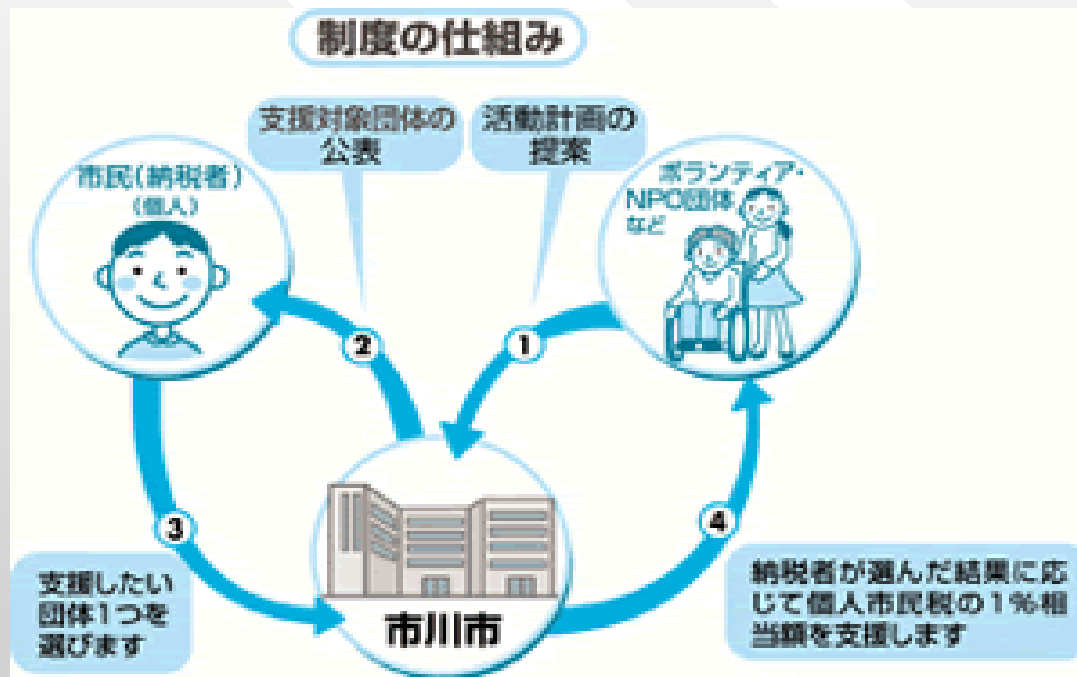 制度の仕組み
支援対象団体の
公表
活動計画の
提案
市民(納税者)
(個人)
ボランティア・
NPO団体
など
2
1
3
4
支援したい
団体1つを
選びます
市川市
納税者が選んだ結果に応
じて個人市民税の1%相
当額を支援します